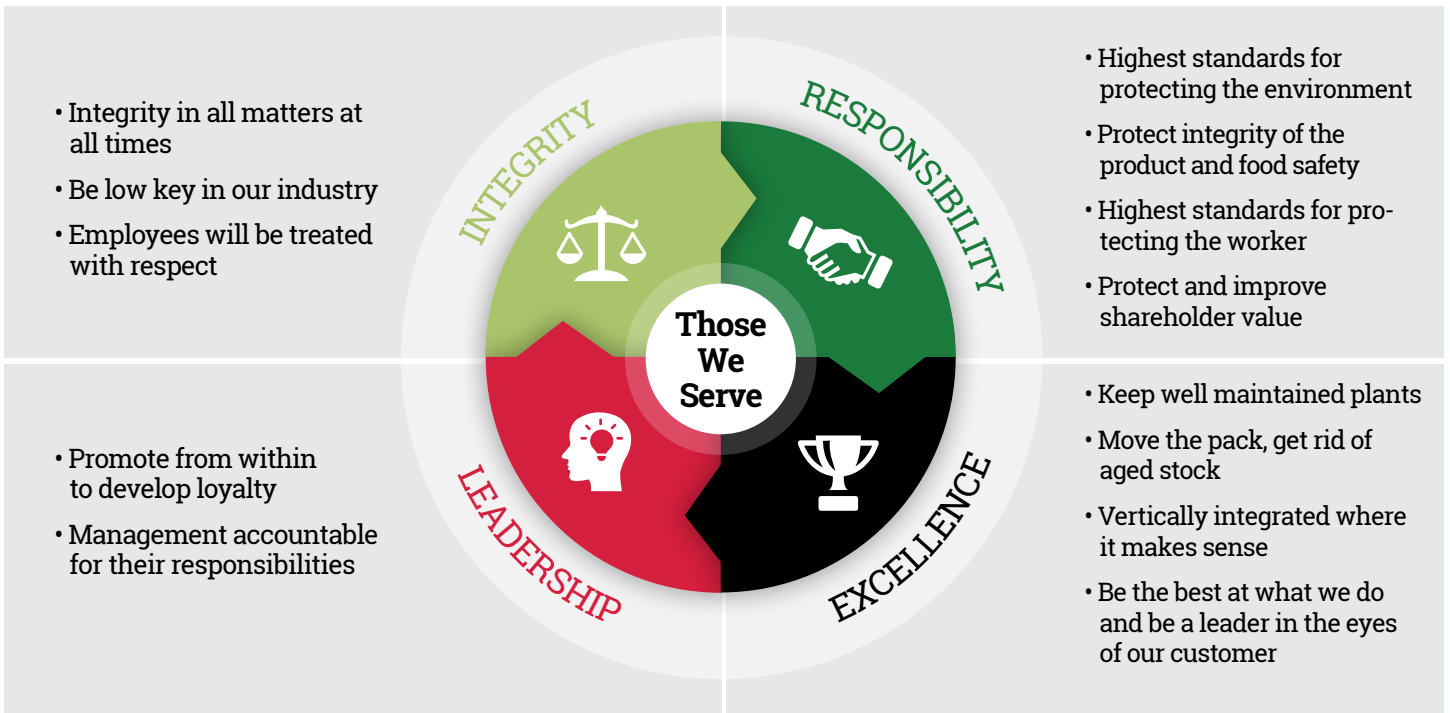 • Integrity in all matters at
all times
• Be low key in our industry
• Employees will be treated
with respect
INTEGRITY
RESPONSIBILITY
• Highest standards for
protecting the environment
• Protect integrity of the
product and food safety
• Highest standards for pro-
tecting the worker
• Protect and improve
shareholder value
Those
We
Serve
• Promote from within
to develop loyalty
• Management accountable
for their responsibilities
LEADERSHIP
EXCELLENCE
• Keep well maintained plants
• Move the pack, get rid of
aged stock
• Vertically integrated where
it makes sense
• Be the best at what we do
and be a leader in the eyes
of our customer